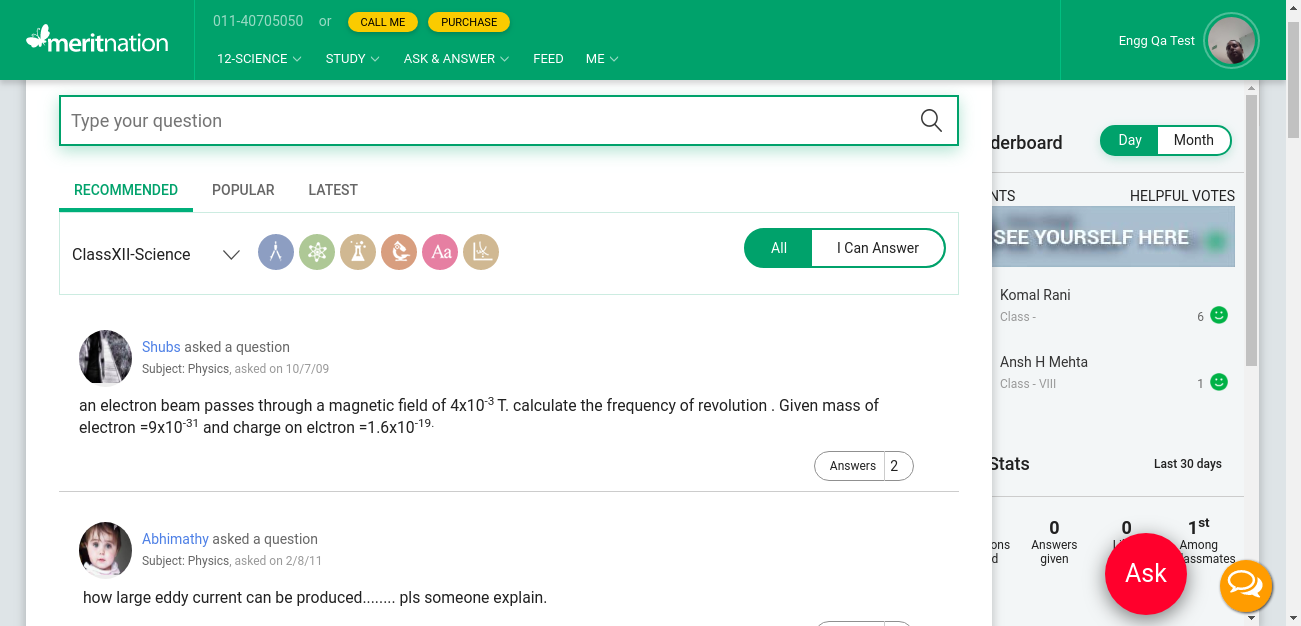 meritnation
011-40705050 or CALL ME PURCHASE
12-SCIENCE STUDY ASK & ANSWER FEED ME
Engg Qa Test
Type your question
RECOMMENDED POPULAR LATEST
ClassXII-Science
Aa
All I Can Answer
Shubs asked a question
Subject: Physics, asked on 10/7/09
an electron beam passes through a magnetic field of 4x10-3 T. calculate the frequency of revolution . Given mass of
electron =9x10-31 and charge on elctron =1.6x10-19.
Answers 2
Abhimathy asked a question
Subject: Physics, asked on 2/8/11
how large eddy current can be produced........ pls someone explain.
derboard
Day Month
NTS HELPFUL VOTES
SEE YOURSELF HERE
Komal Rani
Class - 6
Ansh H Mehta
Class - VIII 1
Stats Last 30 days
0 0 1st
ons Answers Li Among
d given assmates
Ask